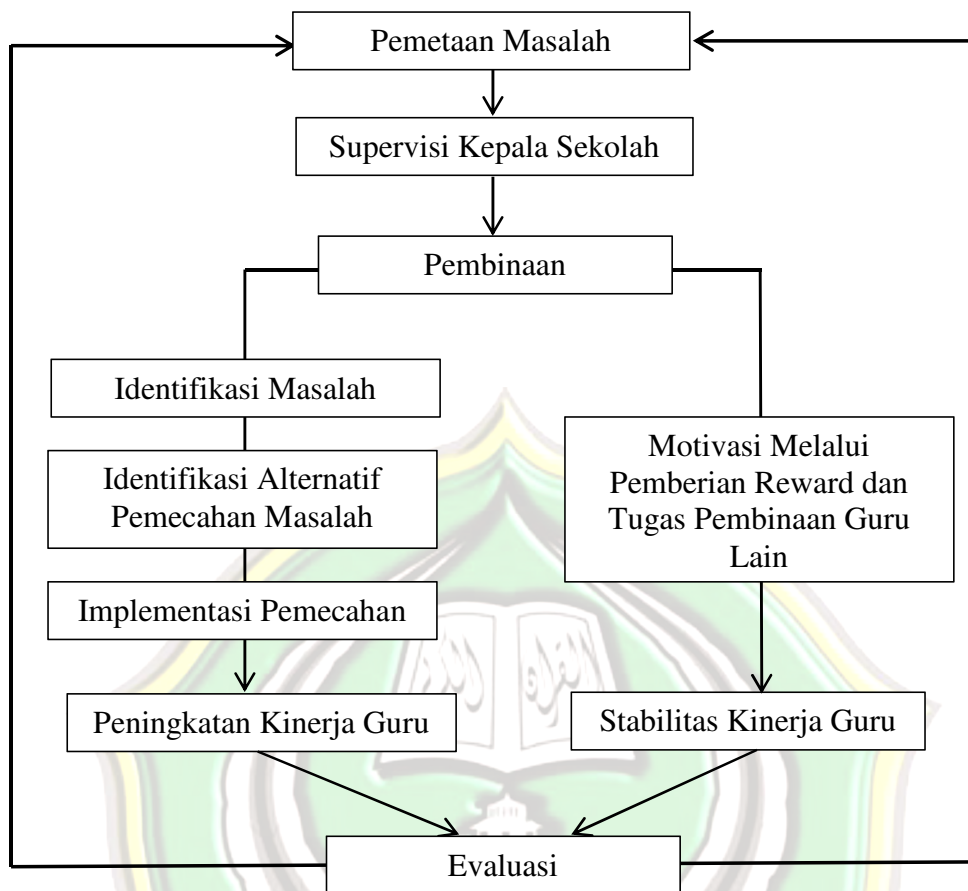 Pemetaan Masalah
Supervisi Kepala Sekolah
Pembinaan
Identifikasi Masalah
Identifikasi Alternatif
Pemecahan Masalah
Implementasi Pemecahan
Peningkatan Kinerja Guru
Motivasi Melalui
Pemberian Reward dan
Tugas Pembinaan Guru
Lain
Stabilitas Kinerja Guru
Evaluasi